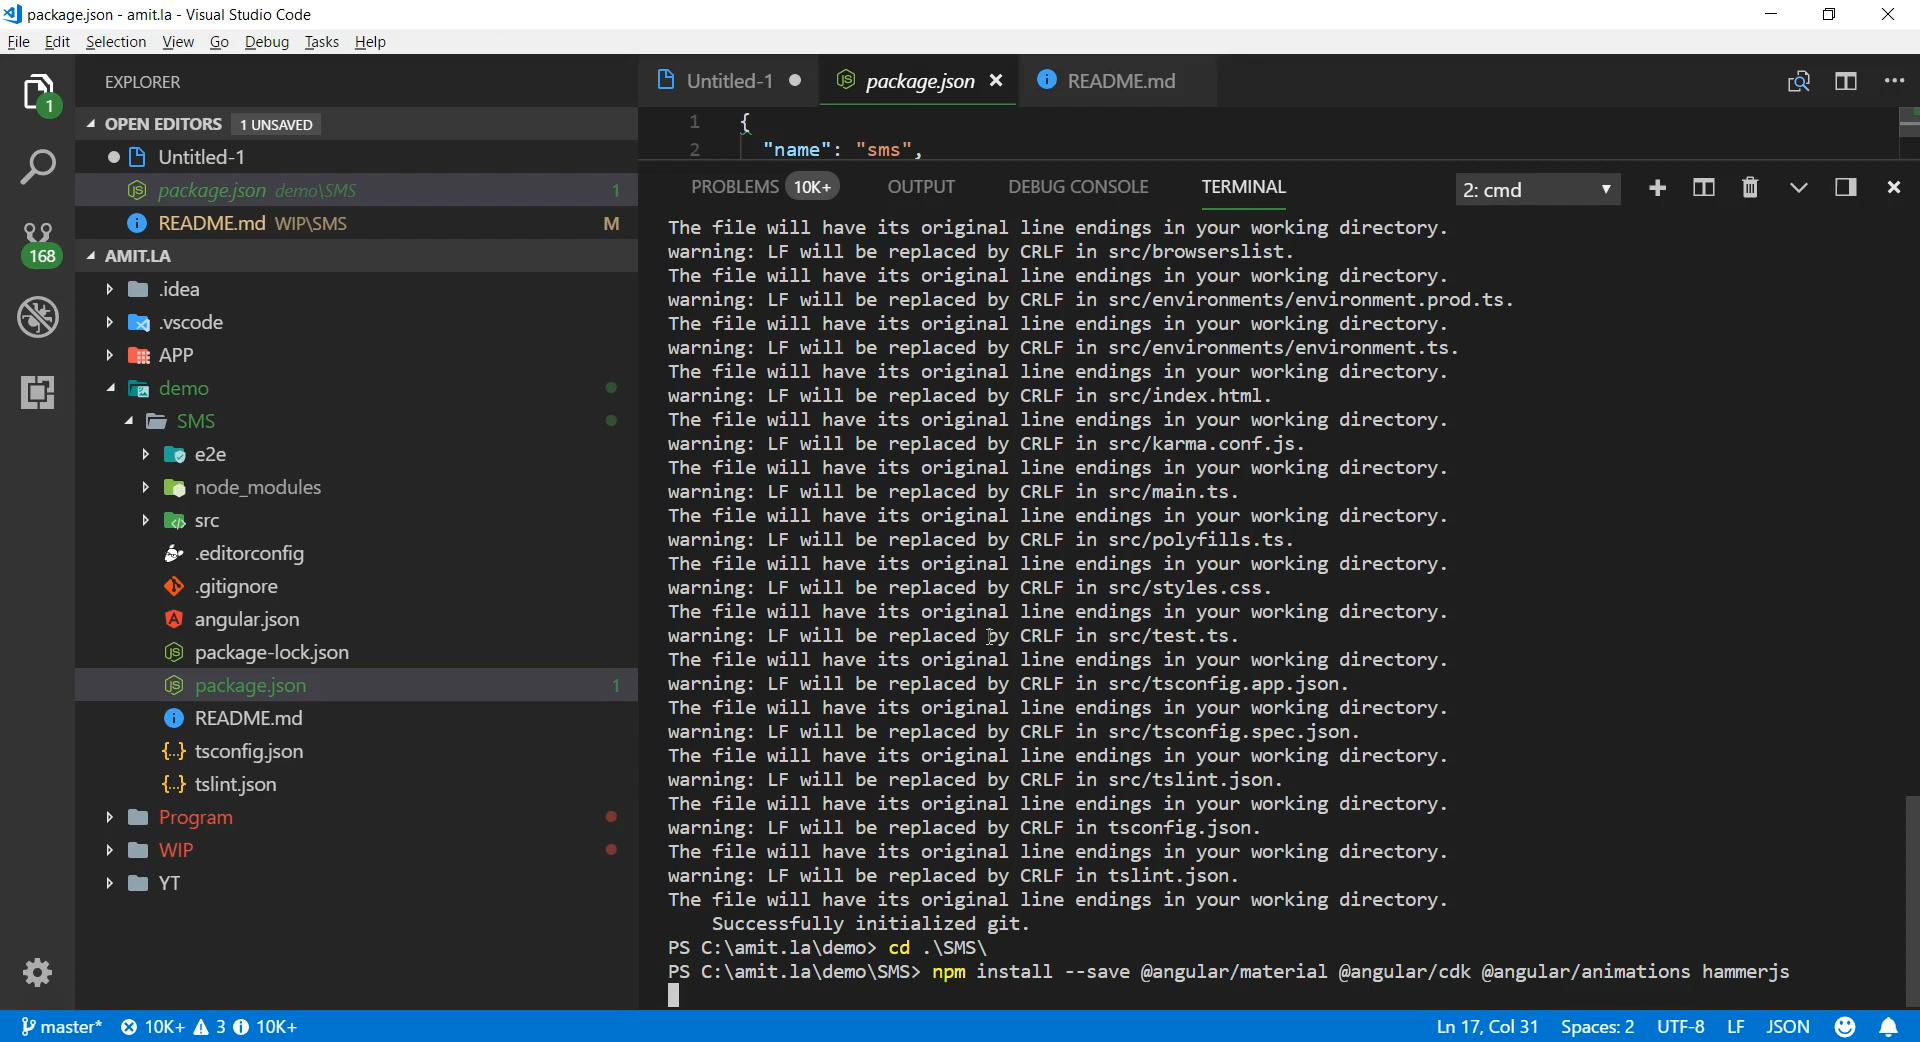 package.json - amit.la - Visual Studio Code
File Edit Selection View Go Debug Tasks Help
EXPLORER
OPEN EDITORS 1 UNSAVED
Untitled-1
package.json demo\SMS 1
README.md WIP\SMS M
AMIT.LA
.idea
.vscode
APP
demo
SMS
e2e
node_modules
src
.editorconfig
.gitignore
angular.json
package-lock.json
package.json 1
README.md
{..} tsconfig.json
{..} tslint.json
Program
WIP
YT
1
168
Untitled-1 package.json README.md
1 {
2 "name": "sms",
PROBLEMS 10K+ OUTPUT DEBUG CONSOLE TERMINAL 2: cmd
The file will have its original line endings in your working directory.
warning: LF will be replaced by CRLF in src/browserslist.
The file will have its original line endings in your working directory.
warning: LF will be replaced by CRLF in src/environments/environment.prod.ts.
The file will have its original line endings in your working directory.
warning: LF will be replaced by CRLF in src/environments/environment.ts.
The file will have its original line endings in your working directory.
warning: LF will be replaced by CRLF in src/index.html.
The file will have its original line endings in your working directory.
warning: LF will be replaced by CRLF in src/karma.conf.js.
The file will have its original line endings in your working directory.
warning: LF will be replaced by CRLF in src/main.ts.
The file will have its original line endings in your working directory.
warning: LF will be replaced by CRLF in src/polyfills.ts.
The file will have its original line endings in your working directory.
warning: LF will be replaced by CRLF in src/styles.css.
The file will have its original line endings in your working directory.
warning: LF will be replaced by CRLF in src/test.ts.
The file will have its original line endings in your working directory.
warning: LF will be replaced by CRLF in src/tsconfig.app.json.
The file will have its original line endings in your working directory.
warning: LF will be replaced by CRLF in src/tsconfig.spec.json.
The file will have its original line endings in your working directory.
warning: LF will be replaced by CRLF in src/tslint.json.
The file will have its original line endings in your working directory.
warning: LF will be replaced by CRLF in tsconfig.json.
The file will have its original line endings in your working directory.
warning: LF will be replaced by CRLF in tslint.json.
The file will have its original line endings in your working directory.
Successfully initialized git.
PS C:\amit.la\demo> cd .\SMS\
PS C:\amit.la\demo\SMS> npm install --save @angular/material @angular/cdk @angular/animations hammerjs
master* 10K+ 3 10K+ Ln 17, Col 31 Spaces: 2 UTF-8 LF JSON